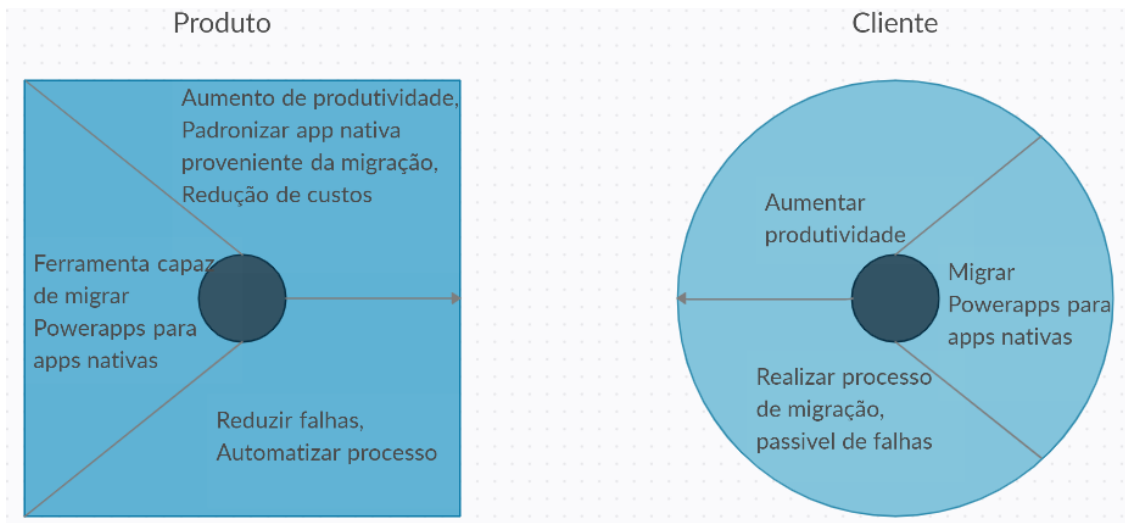 Produto
Aumento de produtividade,
Padronizar app nativa
proveniente da migração,
Redução de custos
Ferramenta capaz
de migrar
Powerapps para
apps nativas
Reduzir falhas,
Automatizar processo
Cliente
Aumentar
produtividade
Migrar
Powerapps para
apps nativas
Realizar processo
de migração,
passivel de falhas